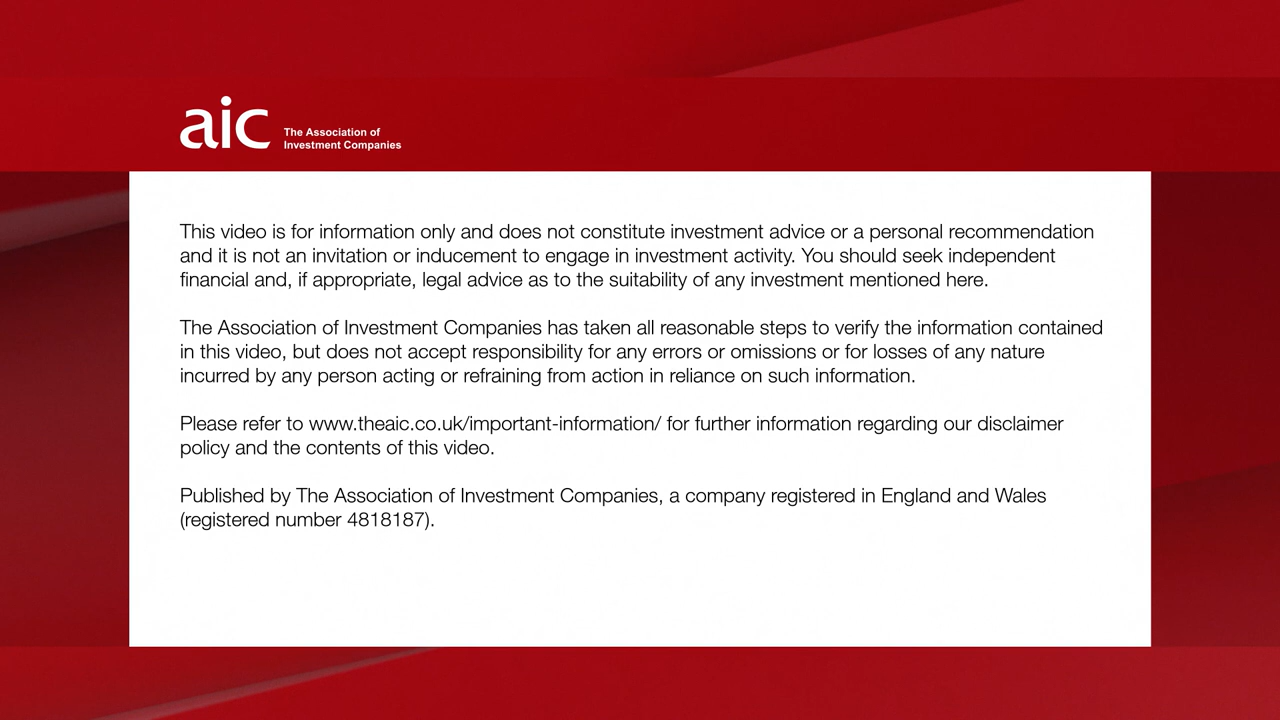 aic
The Association of
Investment Companies
This video is for information only and does not constitute investment advice or a personal recommendation
and it is not an invitation or inducement to engage in investment activity. You should seek independent
financial and, if appropriate, legal advice as to the suitability of any investment mentioned here.
The Association of Investment Companies has taken all reasonable steps to verify the information contained
in this video, but does not accept responsibility for any errors or omissions or for losses of any nature
incurred by any person acting or refraining from action in reliance on such information.
Please refer to www.theaic.co.uk/important-information/ for further information regarding our disclaimer
policy and the contents of this video.
Published by The Association of Investment Companies, a company registered in England and Wales
(registered number 4818187).